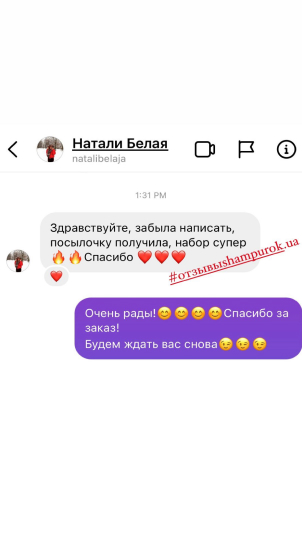 Натали Белая
natalibelaja
1:31 PM
Здравствуйте, забыла написать,
посылочку получила, набор супер
🔥🔥Спасибо ❤️❤️❤️
❤️
#отзывыshampurok.ua
Очень рады!😊😊😊😊Спасибо за
заказ!
Будем ждать вас снова😉😉😉